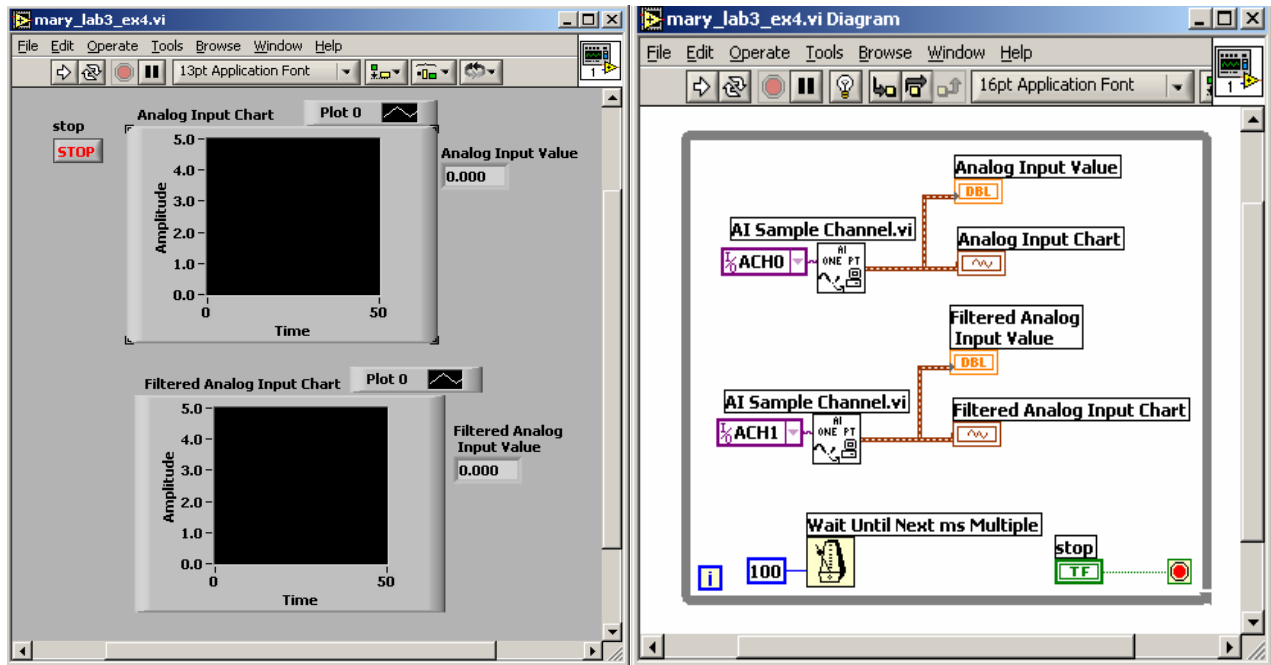 mary_lab3_ex4.vi
File Edit Operate Tools Browse Window Help
13pt Application Font
1
stop
STOP
Analog Input Chart
Plot 0
5.0
4.0
3.0
2.0
1.0
0.0
Amplitude
0
50
Time
Analog Input Value
0.000
Filtered Analog Input Chart
Plot 0
5.0
4.0
3.0
2.0
1.0
0.0
Amplitude
0
50
Time
Filtered Analog
Input Value
0.000
mary_lab3_ex4.vi Diagram
File Edit Operate Tools Browse Window Help
16pt Application Font
1
Analog Input Value
DBL
AI Sample Channel.vi
I/O ACH0
AI
ONE PT
Analog Input Chart
Filtered Analog
Input Value
DBL
AI Sample Channel.vi
I/O ACH1
AI
ONE PT
Filtered Analog Input Chart
Wait Until Next ms Multiple
i
100
stop
TF